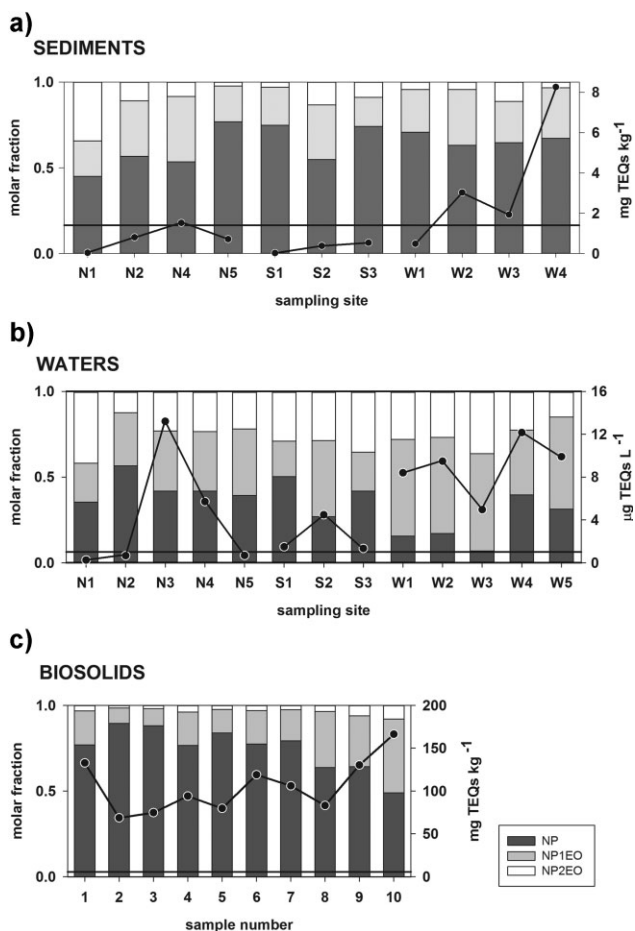 a)
SEDIMENTS
1.0
0.5
0.0
molar fraction
8
6
4
2
0
mg TEQs kg-1
N1 N2 N4 N5 S1 S2 S3 W1 W2 W3 W4
sampling site
b)
WATERS
1.0
0.5
0.0
molar fraction
16
12
8
4
0
µg TEQs L-1
N1 N2 N3 N4 N5 S1 S2 S3 W1 W2 W3 W4 W5
sampling site
c)
BIOSOLIDS
1.0
0.5
0.0
molar fraction
200
150
100
50
0
mg TEQs kg-1
1 2 3 4 5 6 7 8 9 10
sample number
NP
NP1EO
NP2EO